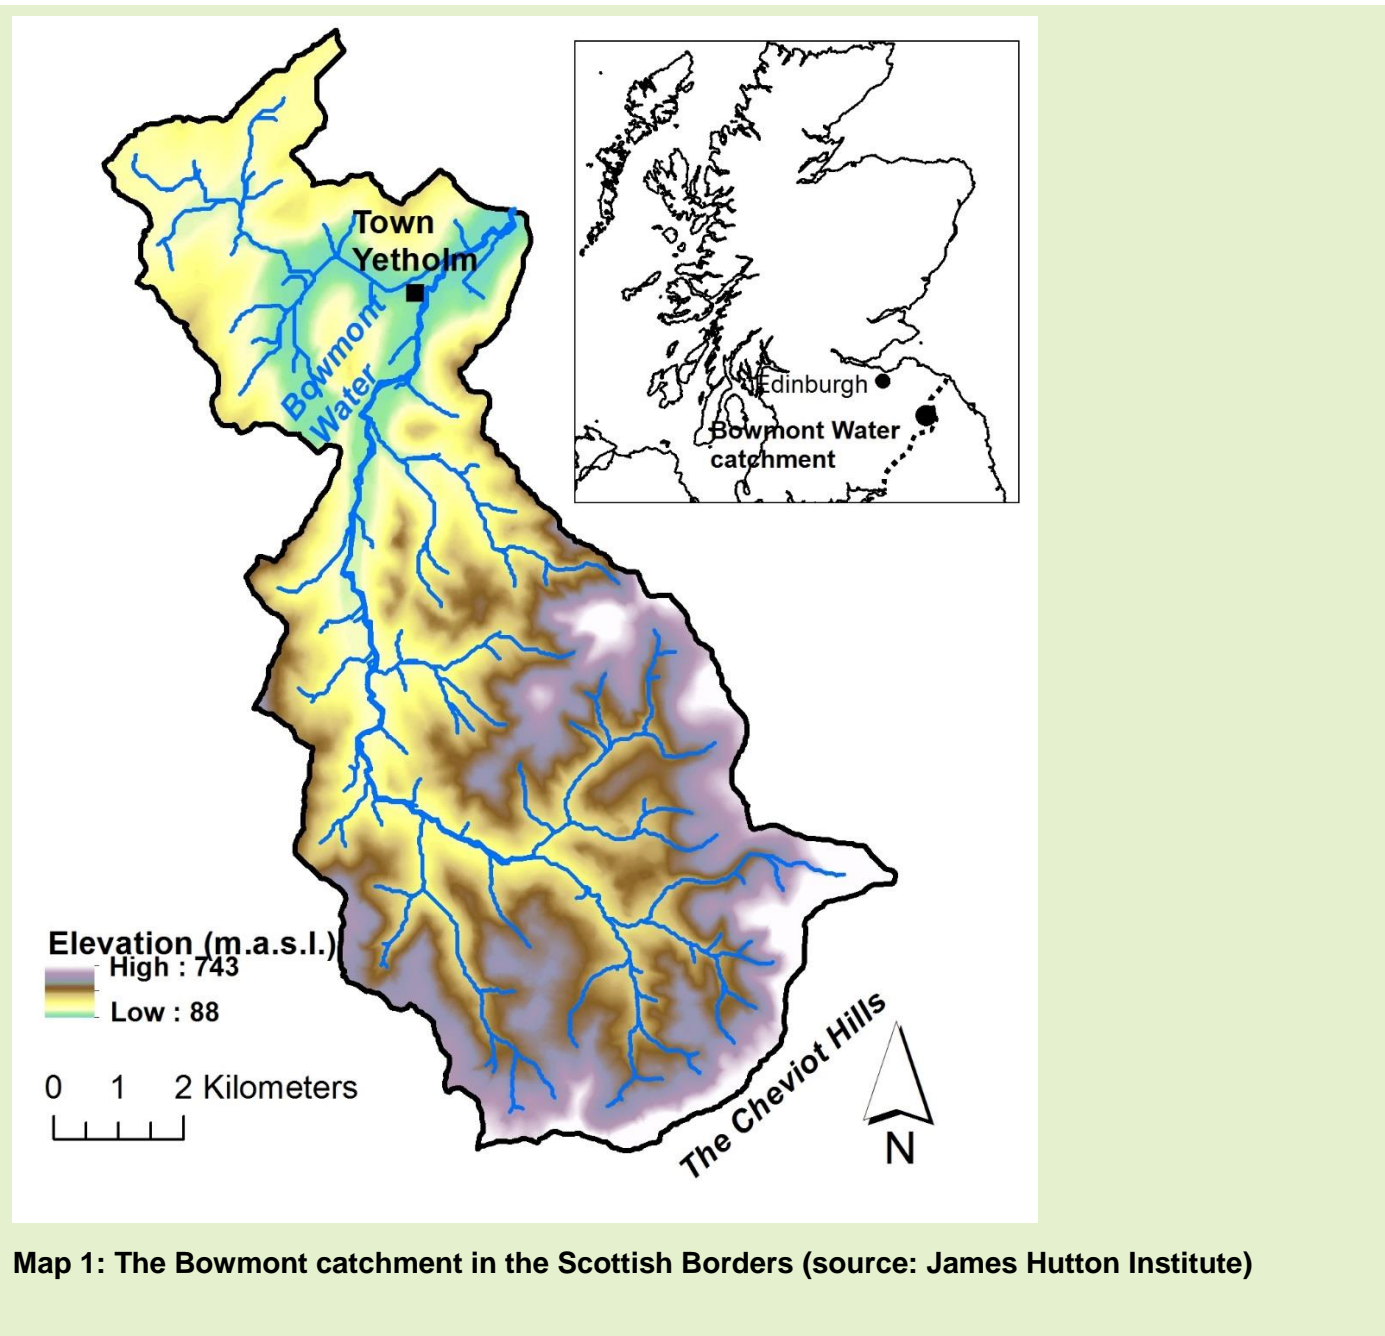 Town
Yetholm
Bowmont
Water
Edinburgh
Bowmont Water
catchment
Elevation (m.a.s.l.)
High : 743
Low : 88
0 1 2 Kilometers
The Cheviot Hills
N
Map 1: The Bowmont catchment in the Scottish Borders (source: James Hutton Institute)